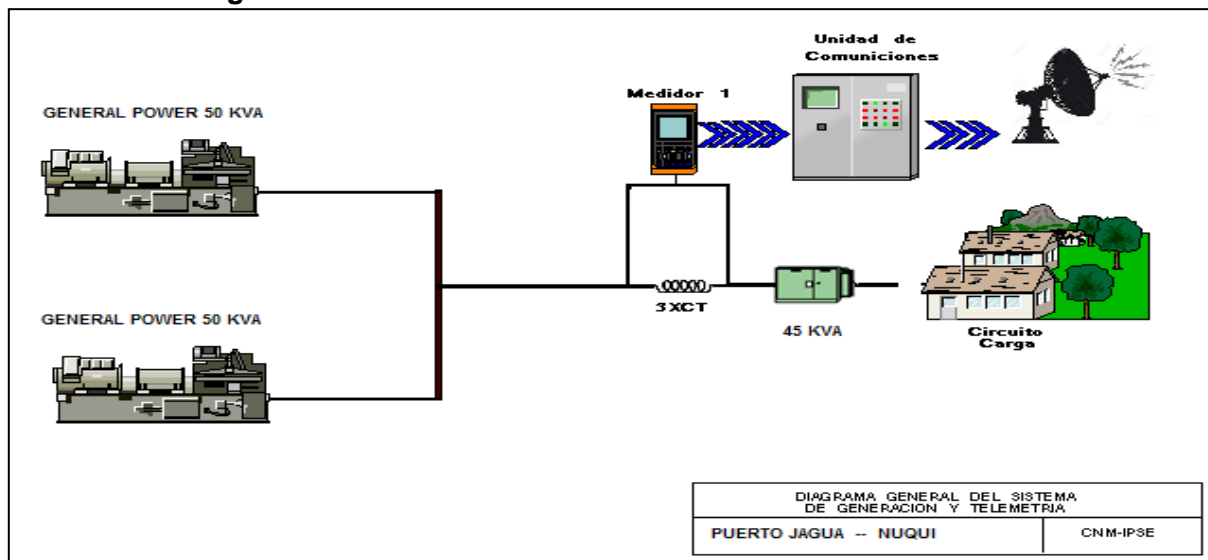 GENERAL POWER 50 KVA
GENERAL POWER 50 KVA
Medidor 1
Unidad de
Comuniciones
3XCT
45 KVA
Circuito
Carga
DIAGRAMA GENERAL DEL SISTEMA
DE GENERACION Y TELEMETRIA
PUERTO JAGUA -- NUQUI
CNM-IPSE